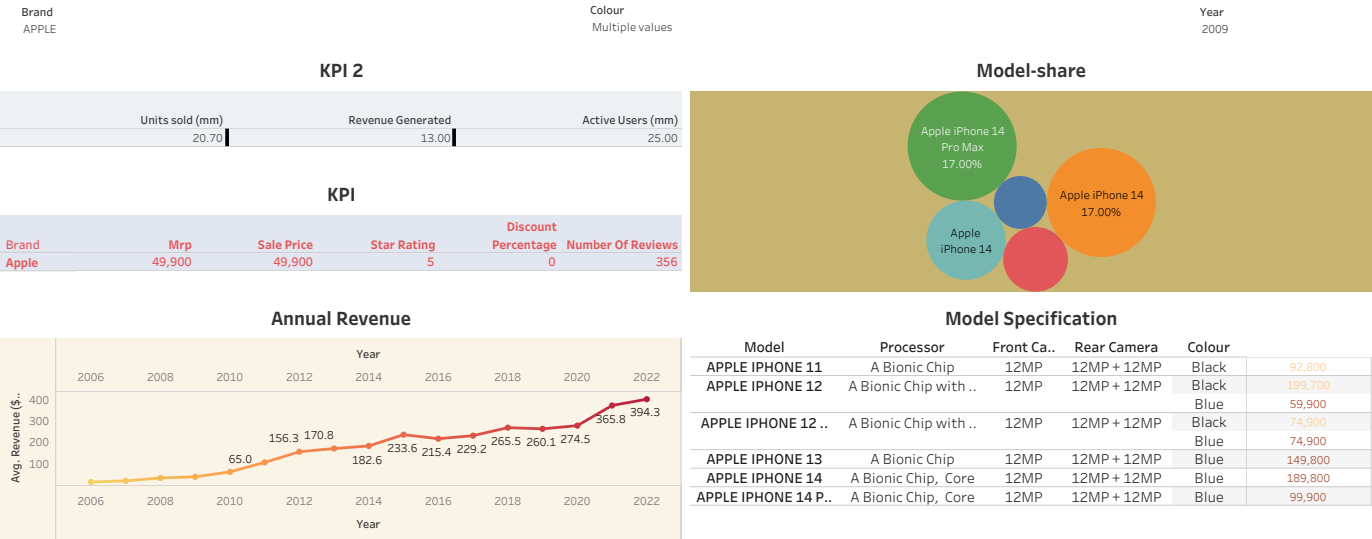 Brand
APPLE
Colour
Multiple values
Year
2009
KPI 2
Units sold (mm) Revenue Generated Active Users (mm)
20.70 13.00 25.00
KPI
Brand Mrp Sale Price Star Rating Discount Percentage Number Of Reviews
Apple 49,900 49,900 5 0 356
Annual Revenue
Year
2006 2008 2010 2012 2014 2016 2018 2020 2022
Avg. Revenue ($..
400
300
200
100
65.0 156.3 170.8 182.6 233.6 215.4 229.2 265.5 260.1 274.5 365.8 394.3
2006 2008 2010 2012 2014 2016 2018 2020 2022
Year
Model-share
Apple iPhone 14
Pro Max
17.00%
Apple iPhone 14
17.00%
Apple
iPhone 14
Model Specification
Model Processor Front Ca.. Rear Camera Colour
APPLE IPHONE 11 A Bionic Chip 12MP 12MP + 12MP Black 92,800
APPLE IPHONE 12 A Bionic Chip with .. 12MP 12MP + 12MP Black 199,700
Blue 59,900
APPLE IPHONE 12 .. A Bionic Chip with .. 12MP 12MP + 12MP Black 74,900
Blue 74,900
APPLE IPHONE 13 A Bionic Chip 12MP 12MP + 12MP Blue 149,800
APPLE IPHONE 14 A Bionic Chip, Core 12MP 12MP + 12MP Blue 189,800
APPLE IPHONE 14 P.. A Bionic Chip, Core 12MP 12MP + 12MP Blue 99,900